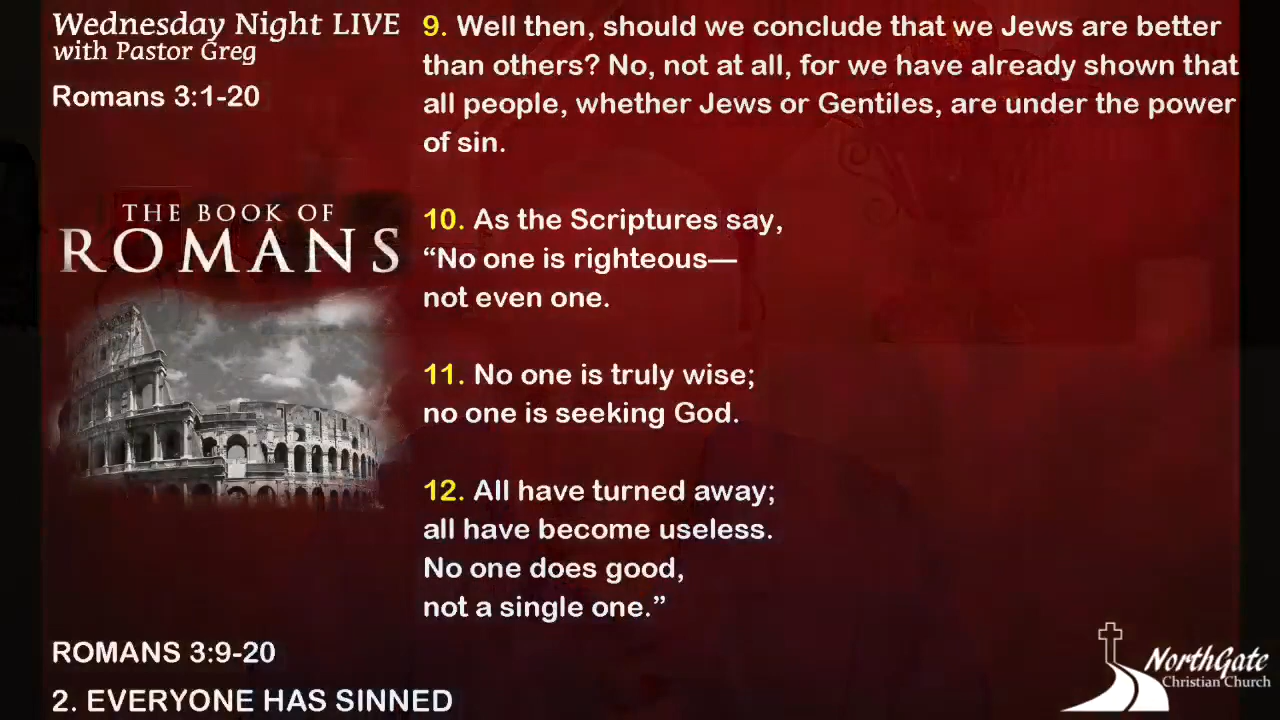 Wednesday Night LIVE
with Pastor Greg
Romans 3:1-20
THE BOOK OF
ROMANS
9. Well then, should we conclude that we Jews are better
than others? No, not at all, for we have already shown that
all people, whether Jews or Gentiles, are under the power
of sin.
10. As the Scriptures say,
“No one is righteous—
not even one.
11. No one is truly wise;
no one is seeking God.
12. All have turned away;
all have become useless.
No one does good,
not a single one.”
ROMANS 3:9-20
2. EVERYONE HAS SINNED
NorthGate
Christian Church